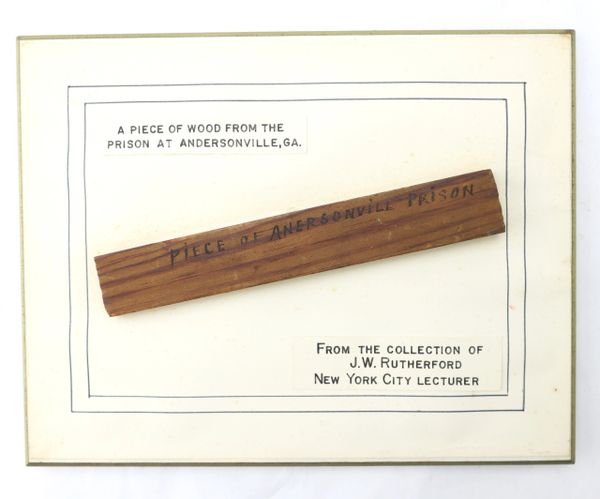 A PIECE OF WOOD FROM THE
PRISON AT ANDERSONVILLE, GA.
PIECE OF ANERSONVILL PRISON
FROM THE COLLECTION OF
J.W. RUTHERFORD
NEW YORK CITY LECTURER